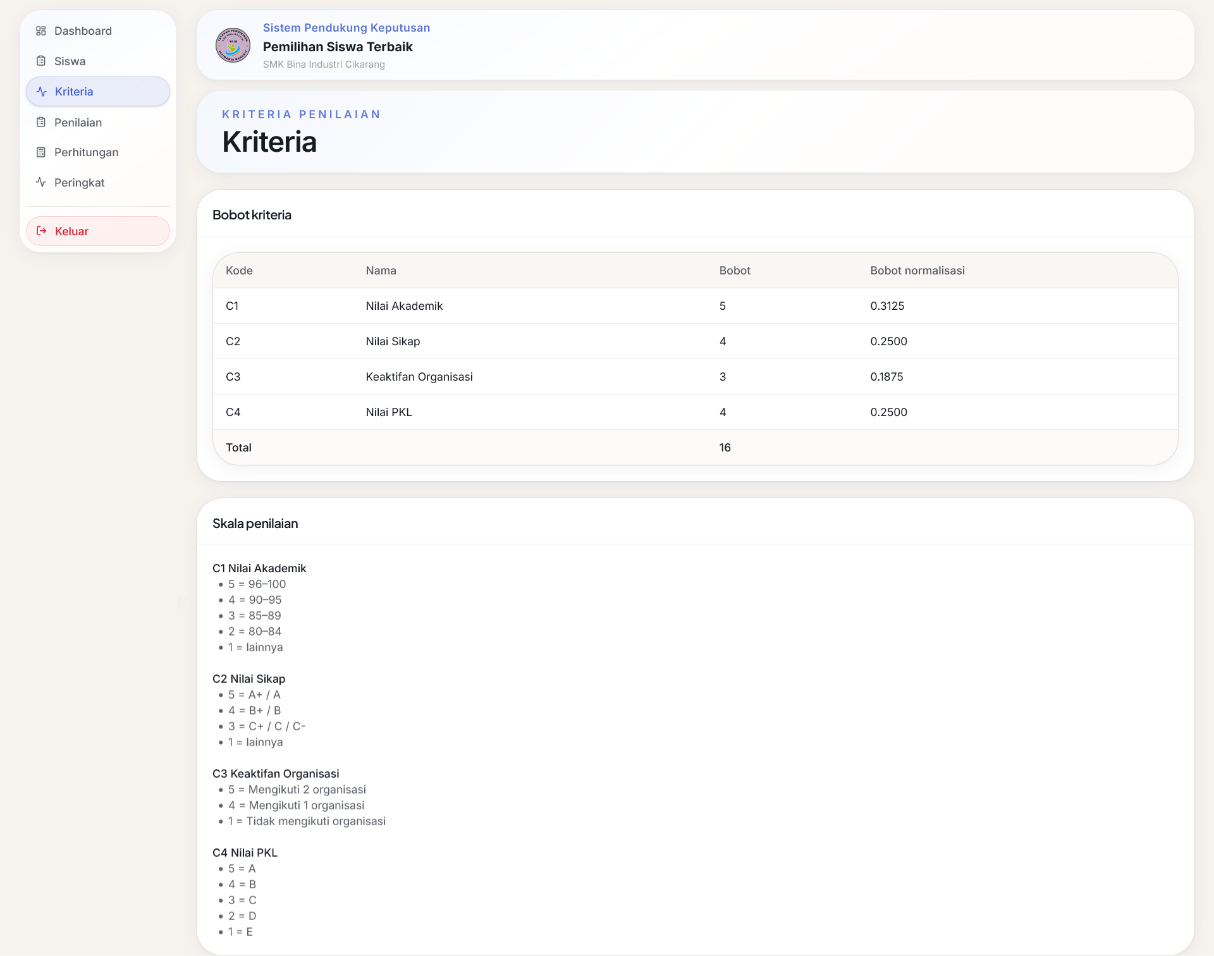 Dashboard
Siswa
Kriteria
Penilaian
Perhitungan
Peringkat
Keluar
Sistem Pendukung Keputusan
Pemilihan Siswa Terbaik
SMK Bina Industri Cikarang
KRITERIA PENILAIAN
Kriteria
Bobot kriteria
Kode Nama Bobot Bobot normalisasi
C1 Nilai Akademik 5 0.3125
C2 Nilai Sikap 4 0.2500
C3 Keaktifan Organisasi 3 0.1875
C4 Nilai PKL 4 0.2500
Total 16
Skala penilaian
C1 Nilai Akademik
• 5 = 96–100
• 4 = 90–95
• 3 = 85–89
• 2 = 80–84
• 1 = lainnya
C2 Nilai Sikap
• 5 = A+ / A
• 4 = B+ / B
• 3 = C+ / C / C-
• 1 = lainnya
C3 Keaktifan Organisasi
• 5 = Mengikuti 2 organisasi
• 4 = Mengikuti 1 organisasi
• 1 = Tidak mengikuti organisasi
C4 Nilai PKL
• 5 = A
• 4 = B
• 3 = C
• 2 = D
• 1 = E